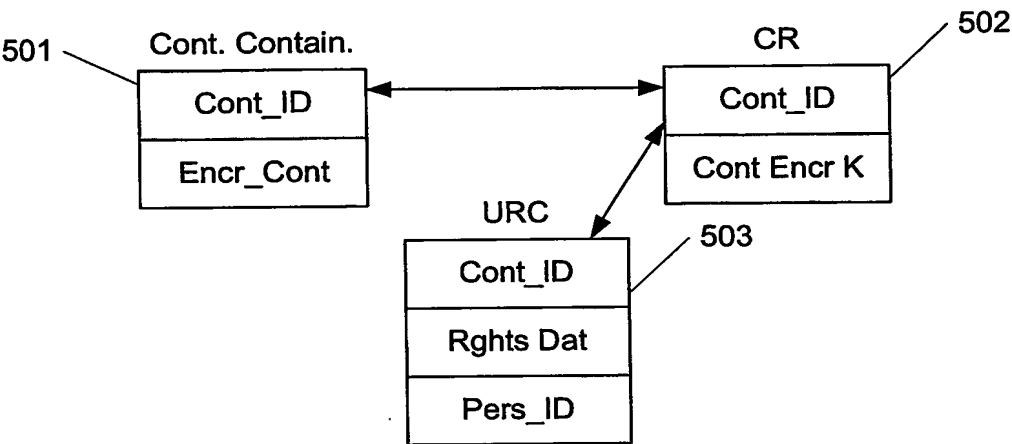 501
Cont. Contain.
Cont_ID
Encr_Cont
CR
502
Cont_ID
Cont Encr K
URC
503
Cont_ID
Rghts Dat
Pers_ID